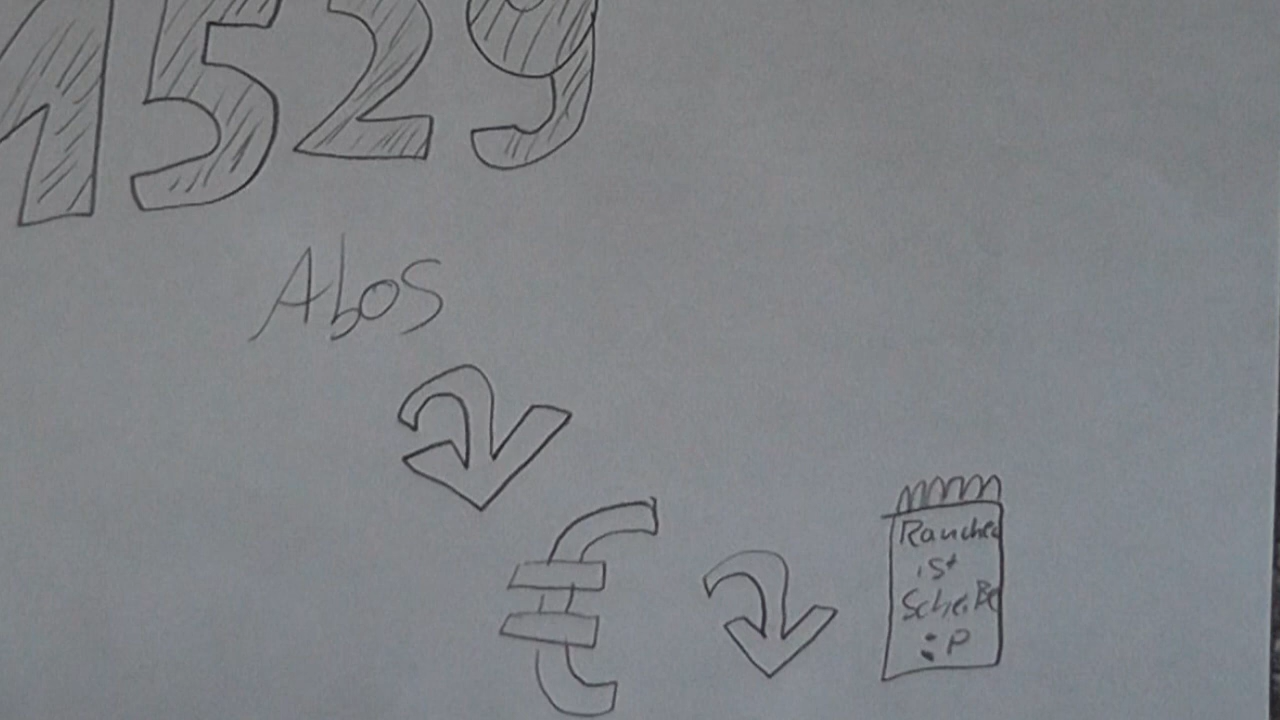 1529
Abos
€
Rauchen
ist
Scheiße
:P